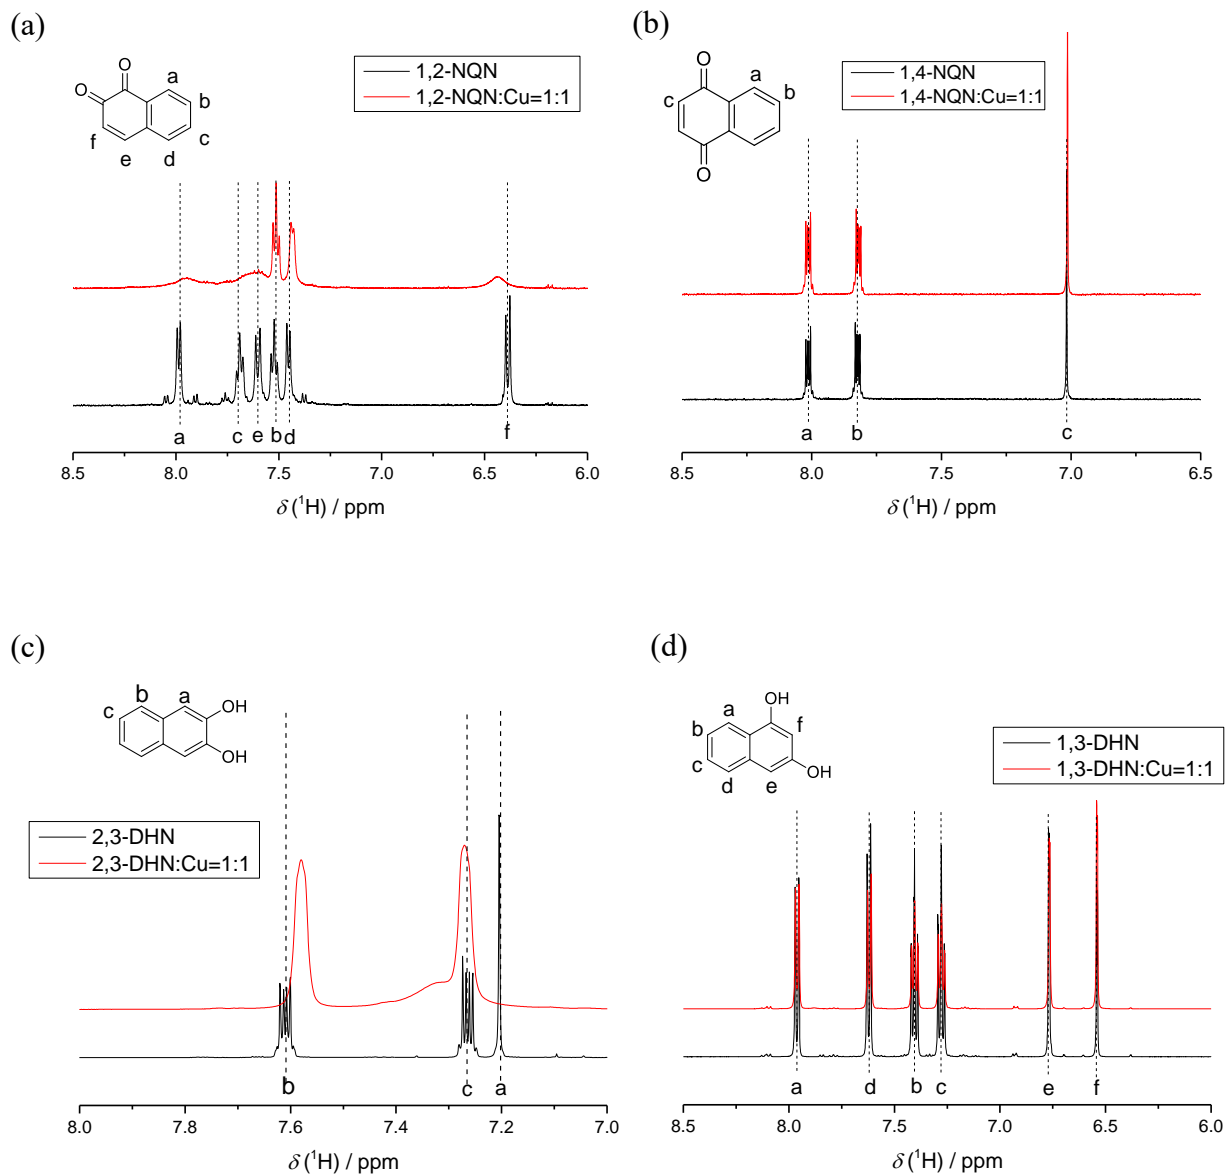 (a)
1,2-NQN
1,2-NQN:Cu=1:1
O
O
a
b
c
d
e
f
a
c
e
b
d
f
8.5
8.0
7.5
7.0
6.5
6.0
δ (¹H) / ppm
(b)
1,4-NQN
1,4-NQN:Cu=1:1
O
a
b
c
O
a
b
c
8.5
8.0
7.5
7.0
6.5
δ (¹H) / ppm
(c)
b
a
c
OH
OH
2,3-DHN
2,3-DHN:Cu=1:1
b
c
a
8.0
7.8
7.6
7.4
7.2
7.0
δ (¹H) / ppm
(d)
OH
a
f
b
c
OH
d
e
1,3-DHN
1,3-DHN:Cu=1:1
a
d
b
c
e
f
8.5
8.0
7.5
7.0
6.5
6.0
δ (¹H) / ppm